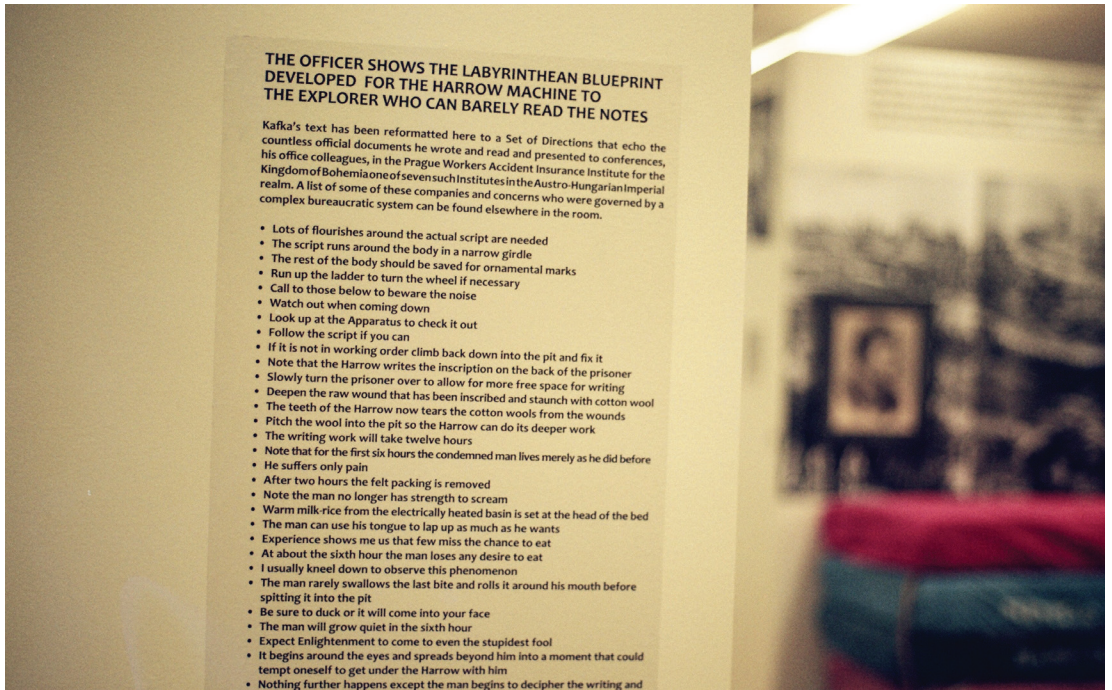 THE OFFICER SHOWS THE LABYRINTHEAN BLUEPRINT
DEVELOPED FOR THE HARROW MACHINE TO
THE EXPLORER WHO CAN BARELY READ THE NOTES
Kafka's text has been reformatted here to a Set of Directions that echo the
countless official documents he wrote and read and presented to conferences,
his office colleagues, in the Prague Workers Accident Insurance Institute for the
Kingdom of Bohemia one of seven such Institutes in the Austro-Hungarian Imperial
realm. A list of some of these companies and concerns who were governed by a
complex bureaucratic system can be found elsewhere in the room.
• Lots of flourishes around the actual script are needed
• The script runs around the body in a narrow girdle
• The rest of the body should be saved for ornamental marks
• Run up the ladder to turn the wheel if necessary
• Call to those below to beware the noise
• Watch out when coming down
• Look up at the Apparatus to check it out
• Follow the script if you can
• If it is not in working order climb back down into the pit and fix it
• Note that the Harrow writes the inscription on the back of the prisoner
• Slowly turn the prisoner over to allow for more free space for writing
• Deepen the raw wound that has been inscribed and staunch with cotton wool
• The teeth of the Harrow now tears the cotton wools from the wounds
• Pitch the wool into the pit so the Harrow can do its deeper work
• The writing work will take twelve hours
• Note that for the first six hours the condemned man lives merely as he did before
• He suffers only pain
• After two hours the felt packing is removed
• Note the man no longer has strength to scream
• Warm milk-rice from the electrically heated basin is set at the head of the bed
• The man can use his tongue to lap up as much as he wants
• Experience shows me us that few miss the chance to eat
• At about the sixth hour the man loses any desire to eat
• I usually kneel down to observe this phenomenon
• The man rarely swallows the last bite and rolls it around his mouth before
spitting it into the pit
• Be sure to duck or it will come into your face
• The man will grow quiet in the sixth hour
• Expect Enlightenment to come to even the stupidest fool
• It begins around the eyes and spreads beyond him into a moment that could
tempt oneself to get under the Harrow with him
• Nothing further happens except the man begins to decipher the writing and